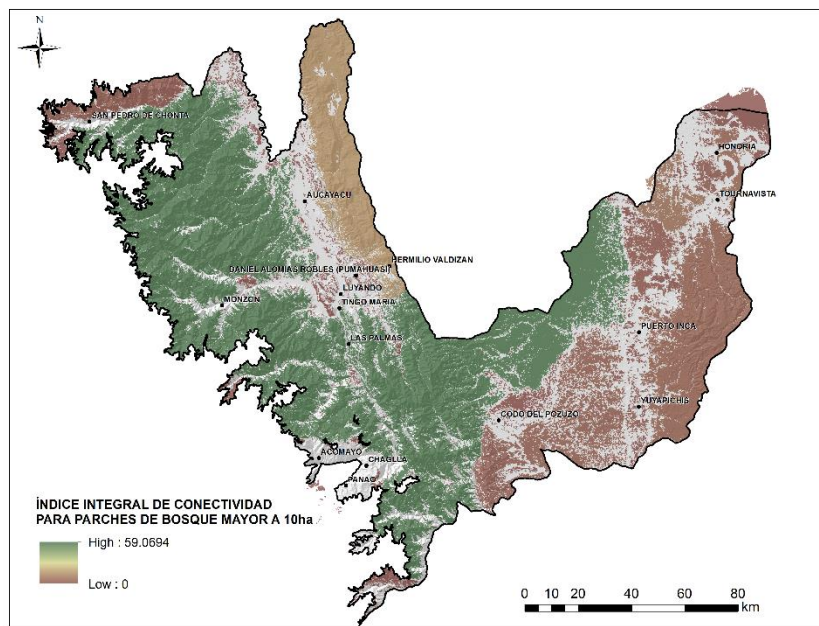 N
SAN PEDRO DE CHONTA
HONORIA
TOURNAVISTA
AUCAYACU
HERMILIO VALDIZAN
DANIEL ALOMIAS ROBLES (PUMAHUASI)
LUYANDO
MONZON
TINGO MARIA
PUERTO INCA
LAS PALMAS
YUYAPICHIS
CODO DEL POZUZO
ACOMAYO
CHAGLLA
PANAO
ÍNDICE INTEGRAL DE CONECTIVIDAD
PARA PARCHES DE BOSQUE MAYOR A 10ha
High : 59.0694
Low : 0
0 10 20 40 60 80
km